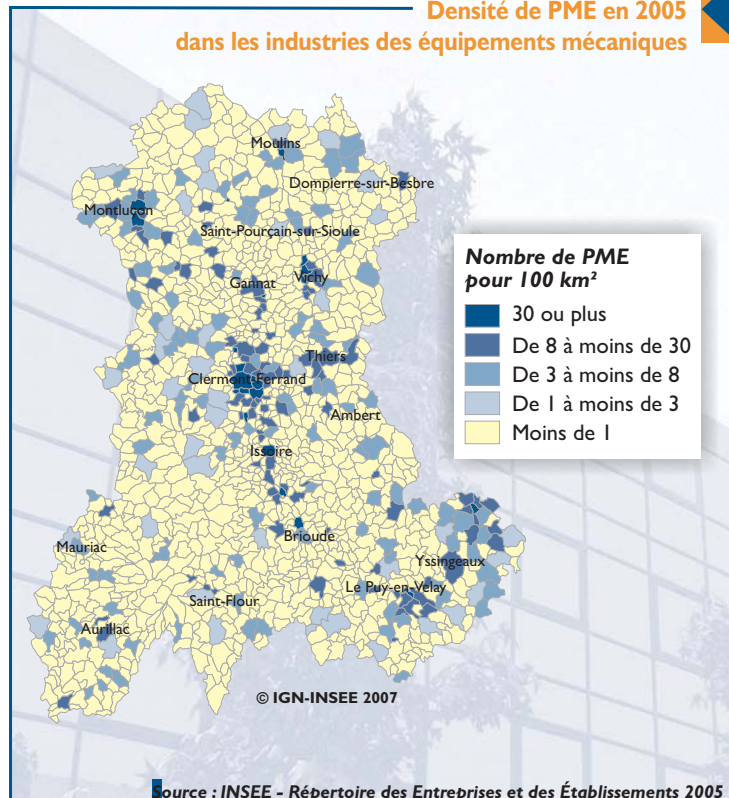 Densité de PME en 2005
dans les industries des équipements mécaniques
Moulins
Dompierre-sur-Besbre
Montluçon
Saint-Pourçain-sur-Sioule
Nombre de PME
pour 100 km²
Gannat
Vichy
30 ou plus
De 8 à moins de 30
Thiers
De 3 à moins de 8
Clermont-Ferrand
De 1 à moins de 3
Ambert
Moins de 1
Issoire
Brioude
Mauriac
Yssingeaux
Le Puy-en-Velay
Saint-Flour
Aurillac
© IGN-INSEE 2007
Source : INSEE - Répertoire des Entreprises et des Établissements 2005